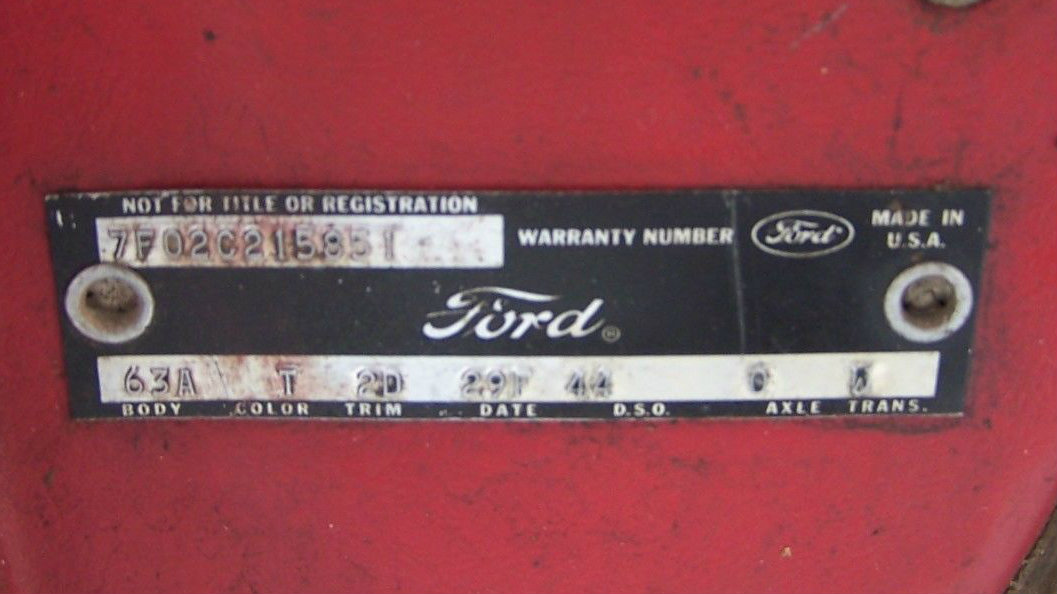 NOT FOR TITLE OR REGISTRATION
7F02C215851
WARRANTY NUMBER
Ford
MADE IN
U.S.A.
Ford ®
63A T 2D 29F 44
BODY COLOR TRIM DATE D.S.O. AXLE TRANS.